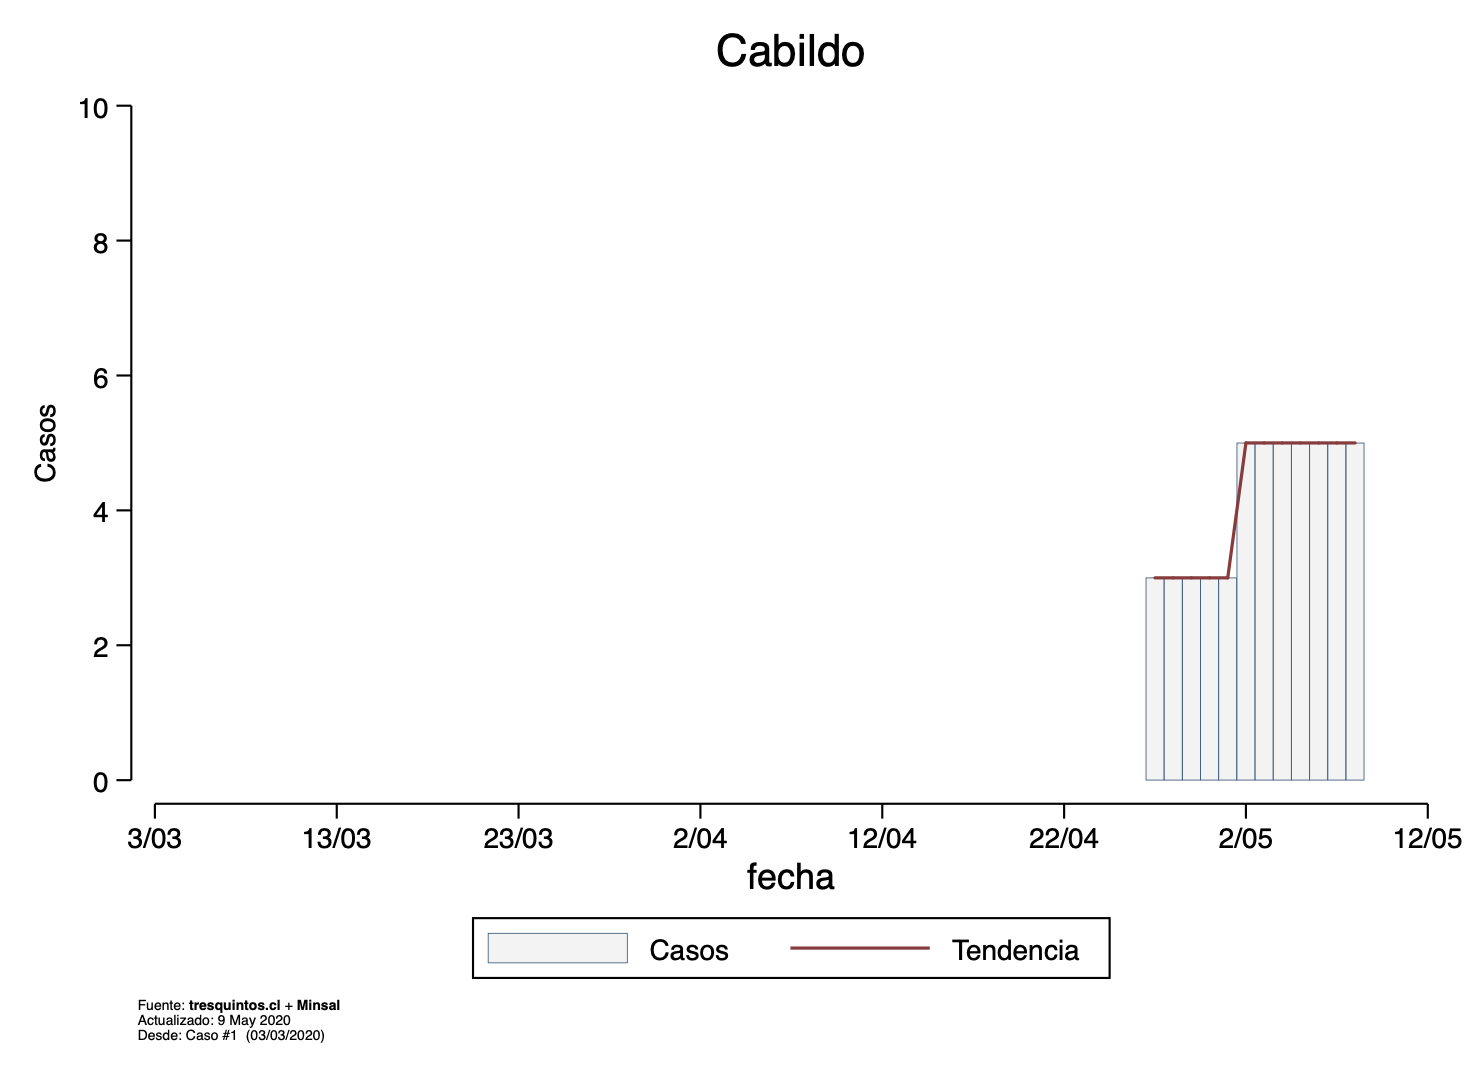 Cabildo
10
8
6
4
2
0
Casos
3/03 13/03 23/03 2/04 12/04 22/04 2/05 12/05
fecha
Casos Tendencia
Fuente: tresquintos.cl + Minsal
Actualizado: 9 May 2020
Desde: Caso #1 (03/03/2020)